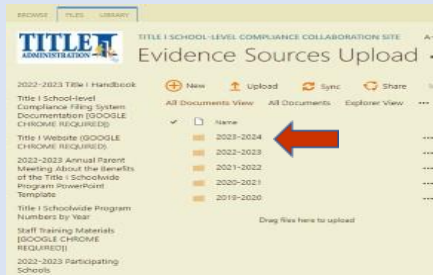 BROWSE FILES LIBRARY
TITLE I
ADMINISTRATION
TITLE I SCHOOL-LEVEL COMPLIANCE COLLABORATION SITE
Evidence Sources Upload
2022-2023 Title I Handbook
Title I School-level
Compliance Filing System
Documentation [GOOGLE
CHROME REQUIRED]
Title I Website (GOOGLE
CHROME REQUIRED)
2022-2023 Annual Parent
Meeting About the Benefits
of the Title I Schoolwide
Program PowerPoint
Template
Title I Schoolwide Program
Numbers by Year
Staff Training Materials
[GOOGLE CHROME
REQUIRED]
2022-2023 Participating
Schools
New Upload Sync Share
All Documents View All Documents Explorer View ...
Name
2023-2024
2022-2023
2021-2022
2020-2021
2019-2020
Drag files here to upload